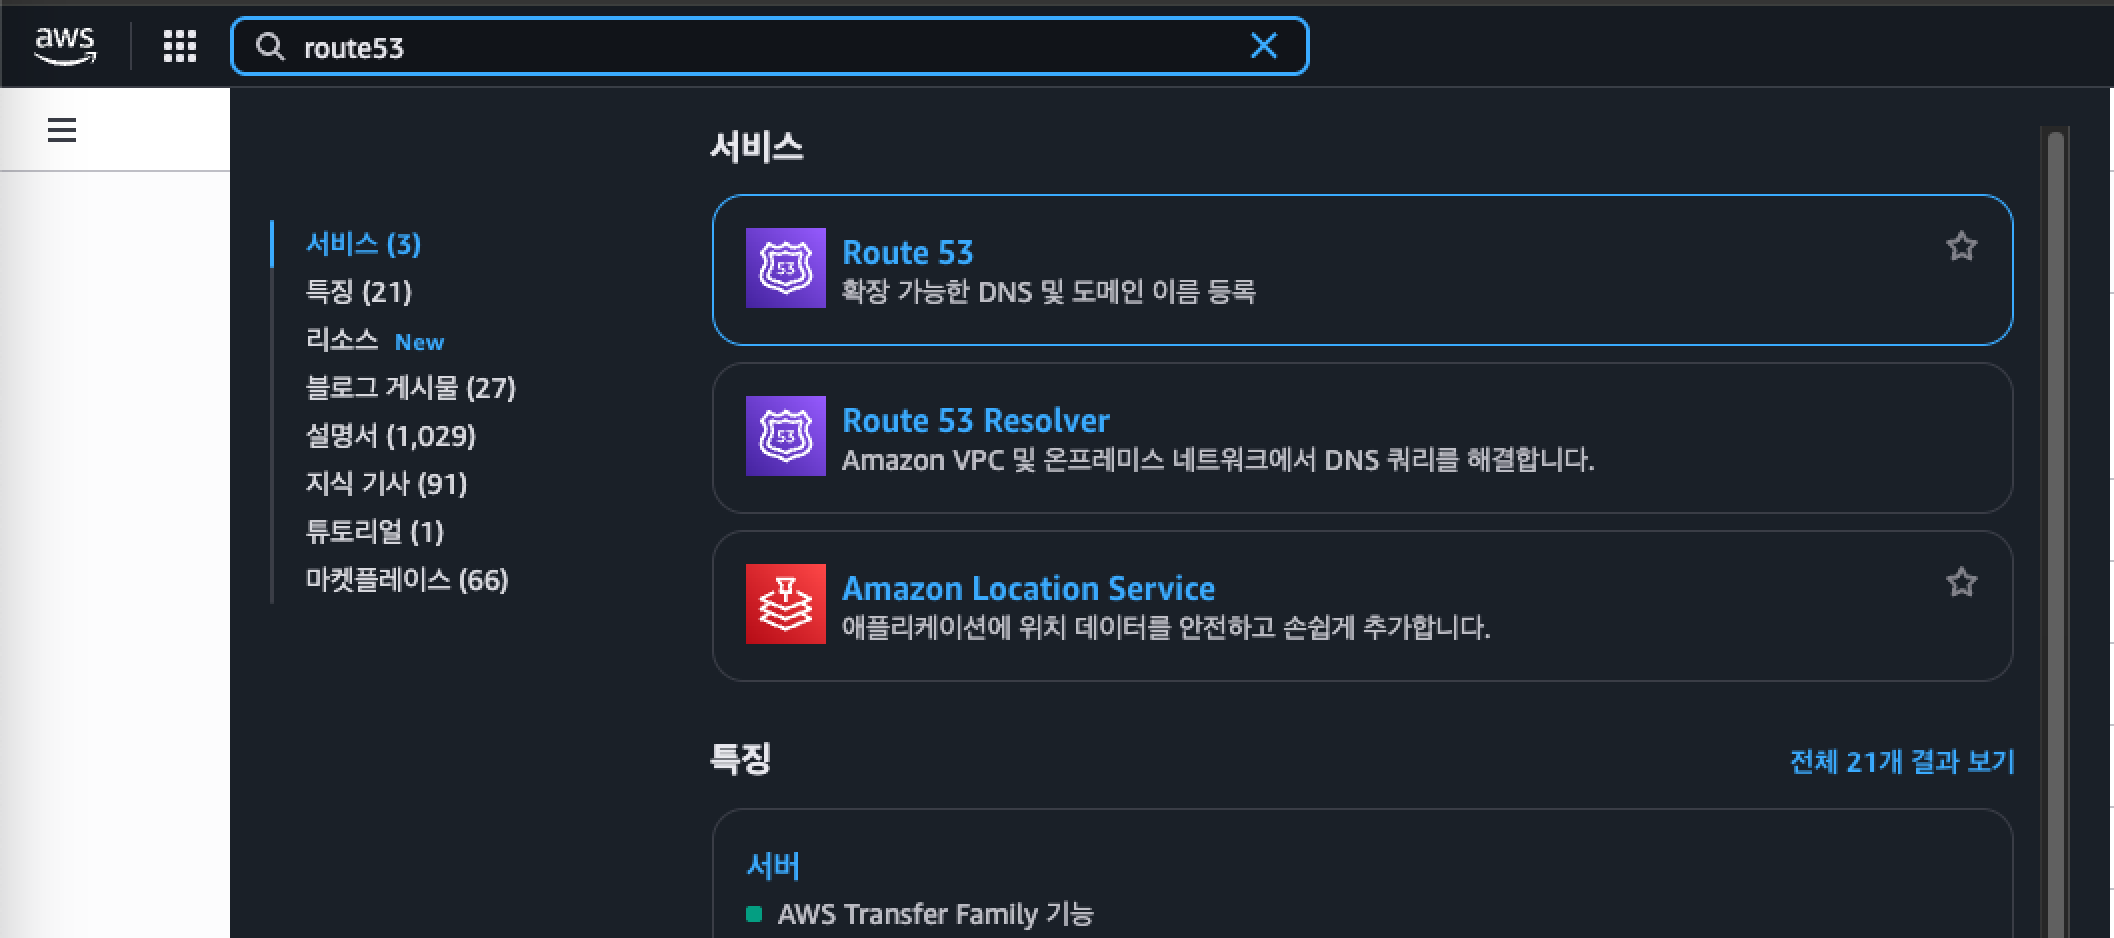 aws
route53
서비스 (3)
특징 (21)
리소스 New
블로그 게시물 (27)
설명서 (1,029)
지식 기사 (91)
튜토리얼 (1)
마켓플레이스 (66)
서비스
53
Route 53
확장 가능한 DNS 및 도메인 이름 등록
53
Route 53 Resolver
Amazon VPC 및 온프레미스 네트워크에서 DNS 쿼리를 해결합니다.
Amazon Location Service
애플리케이션에 위치 데이터를 안전하고 손쉽게 추가합니다.
특징
전체 21개 결과 보기
서버
AWS Transfer Family 기능